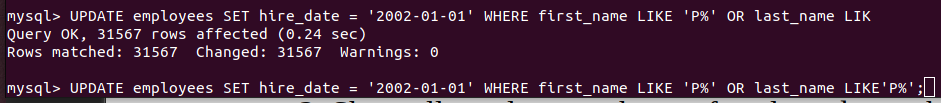 mysql> UPDATE employees SET hire_date = '2002-01-01' WHERE first_name LIKE 'P%' OR last_name LIK
Query OK, 31567 rows affected (0.24 sec)
Rows matched: 31567  Changed: 31567  Warnings: 0
mysql> UPDATE employees SET hire_date = '2002-01-01' WHERE first_name LIKE 'P%' OR last_name LIKE'P%';